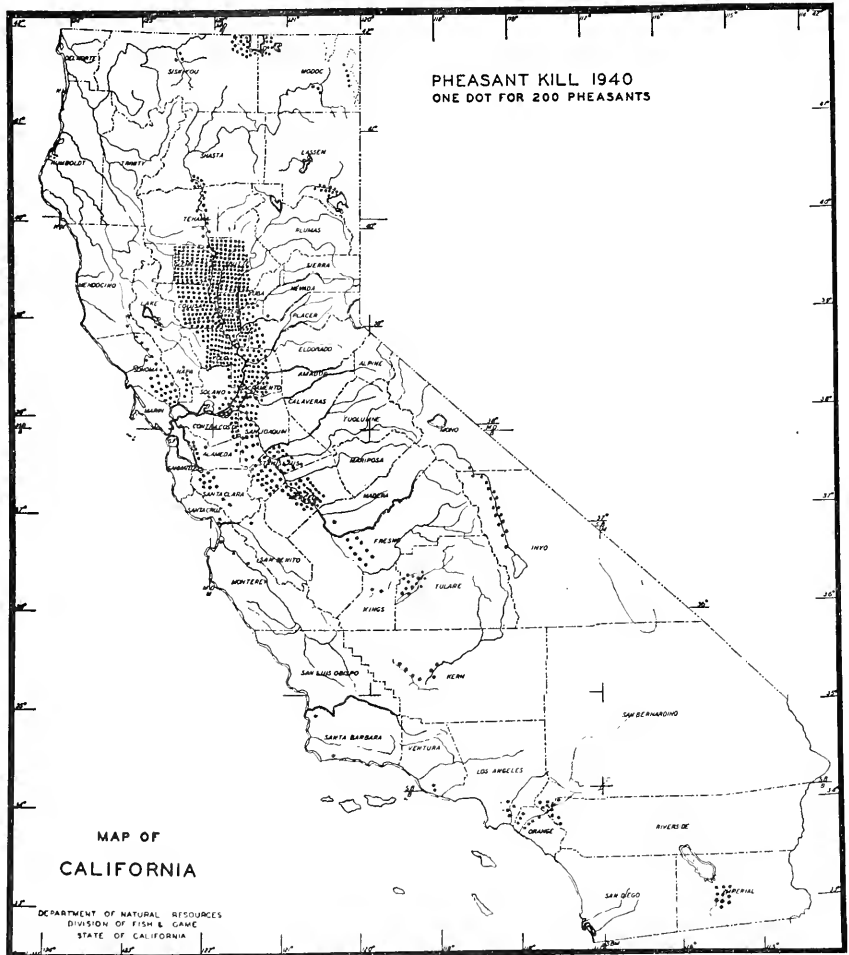 PHEASANT KILL 1940
ONE DOT FOR 200 PHEASANTS
DEL NORTE
SISKIYOU
MODOC
HUMBOLDT
TRINITY
SHASTA
LASSEN
TEHAMA
PLUMAS
MENDOCINO
LAKE
SIERRA
NEVADA
PLACER
SONOMA
NAPA
ELDORADO
ALPINE
SOLANO
SACRAMENTO
AMADOR
MARIN
CALAVERAS
CONTRA COSTA
SAN JOAQUIN
TUOLUMNE
MONO
ALAMEDA
STANISLAUS
MARIPOSA
SAN MATEO
SANTA CLARA
MADERA
SANTA CRUZ
FRESNO
INYO
SAN BENITO
MONTEREY
TULARE
KINGS
SAN LUIS OBISPO
KERN
SAN BERNARDINO
SANTA BARBARA
VENTURA
LOS ANGELES
ORANGE
RIVERSIDE
SAN DIEGO
IMPERIAL
MAP OF
CALIFORNIA
DEPARTMENT OF NATURAL RESOURCES
DIVISION OF FISH & GAME
STATE OF CALIFORNIA